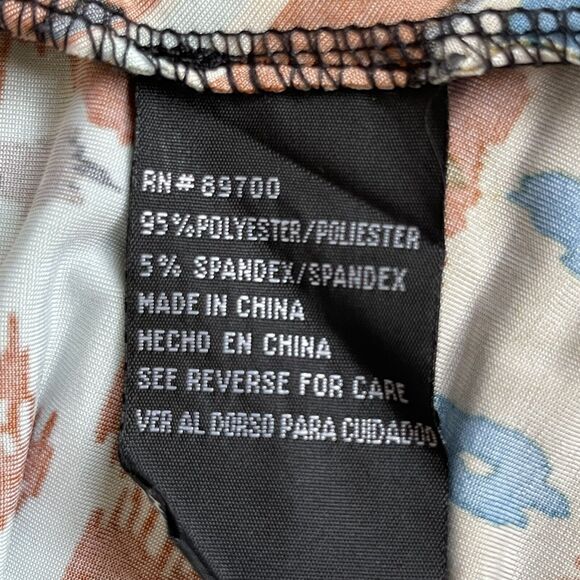 RN# 89700
95%POLYESTER/POLIESTER
5% SPANDEX/SPANDEX
MADE IN CHINA
HECHO EN CHINA
SEE REVERSE FOR CARE
VER AL DORSO PARA CUIDADOD